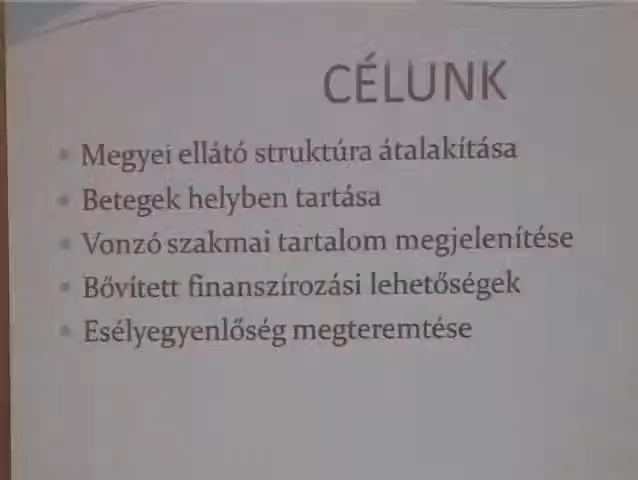 CÉLUNK
Megyei ellátó struktúra átalakítása
Betegek helyben tartása
Vonzó szakmai tartalom megjelenítése
Bővített finanszírozási lehetőségek
Esélyegyenlőség megteremtése